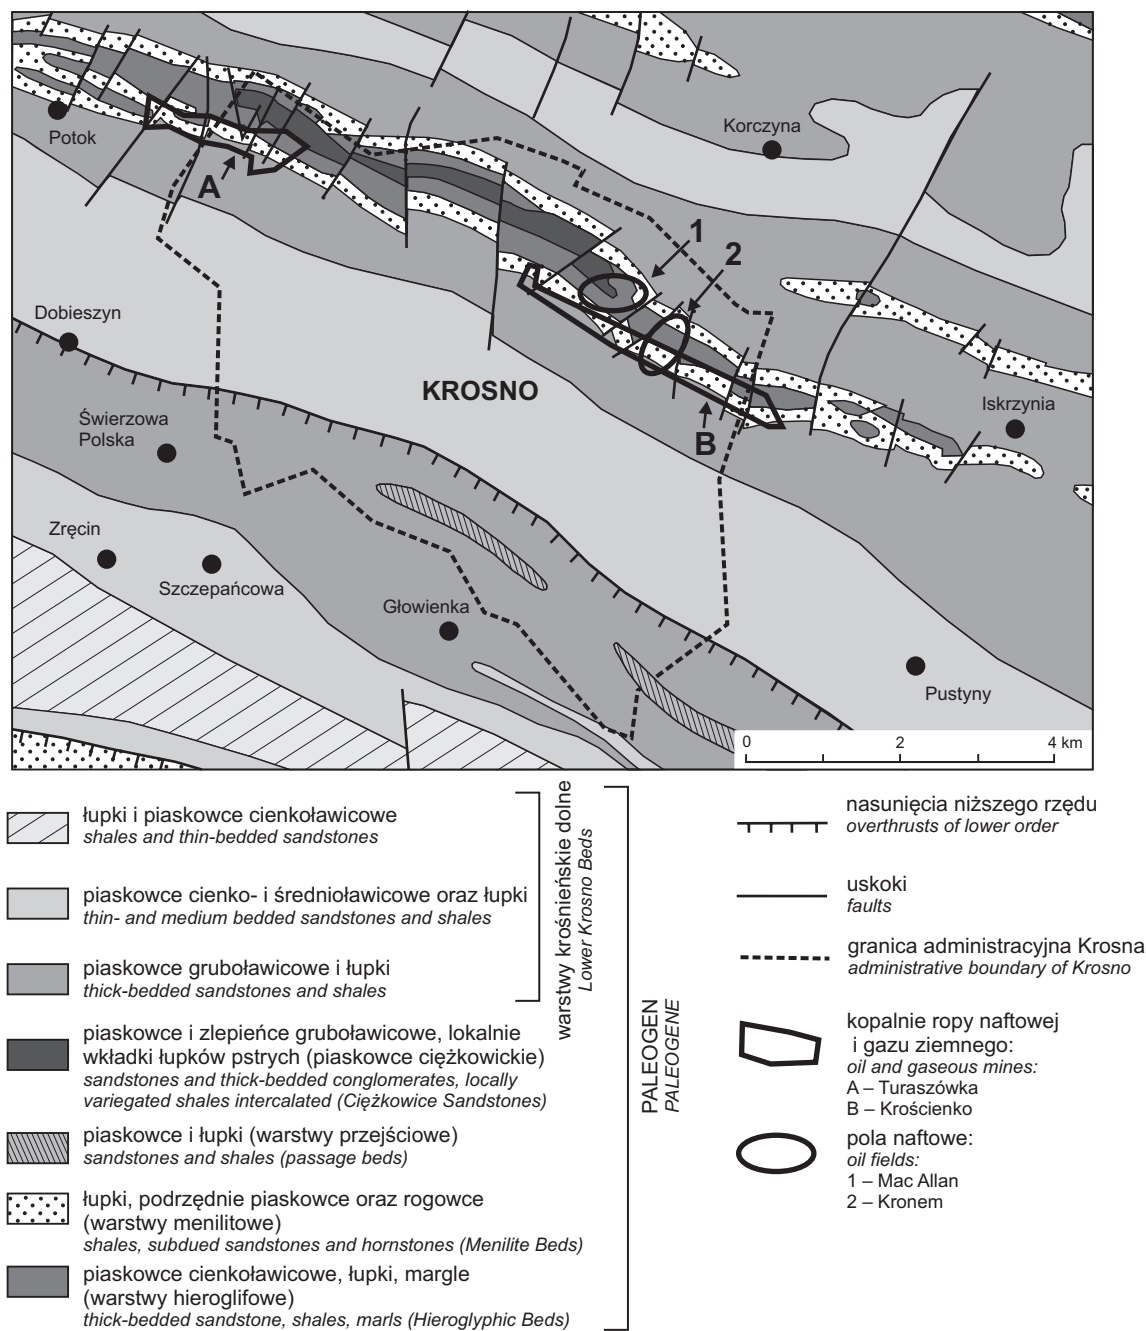 Korczyna
Potok
A
1
2
Dobieszyn
KROSNO
Iskrzynia
Świerzowa
Polska
B
Zręcin
Szczepańcowa
Głowienka
Pustyny
0 2 4 km
łupki i piaskowce cienkoławicowe
shales and thin-bedded sandstones
piaskowce cienko- i średnioławicowe oraz łupki
thin- and medium bedded sandstones and shales
piaskowce gruboławicowe i łupki
thick-bedded sandstones and shales
piaskowce i zlepieńce gruboławicowe, lokalnie
wkładki łupków pstrych (piaskowce ciężkowickie)
sandstones and thick-bedded conglomerates, locally
variegated shales intercalated (Ciężkowice Sandstones)
piaskowce i łupki (warstwy przejściowe)
sandstones and shales (passage beds)
łupki, podrzędnie piaskowce oraz rogowce
(warstwy menilitowe)
shales, subdued sandstones and hornstones (Menilite Beds)
piaskowce cienkoławicowe, łupki, margle
(warstwy hieroglifowe)
thick-bedded sandstone, shales, marls (Hieroglyphic Beds)
warstwy krośnieńskie dolne
Lower Krosno Beds
PALEOGEN
PALEOGENE
nasunięcia niższego rzędu
overthrusts of lower order
uskoki
faults
granica administracyjna Krosna
administrative boundary of Krosno
kopalnie ropy naftowej
i gazu ziemnego:
oil and gaseous mines:
A – Turaszówka
B – Krościenko
pola naftowe:
oil fields:
1 – Mac Allan
2 – Kronem